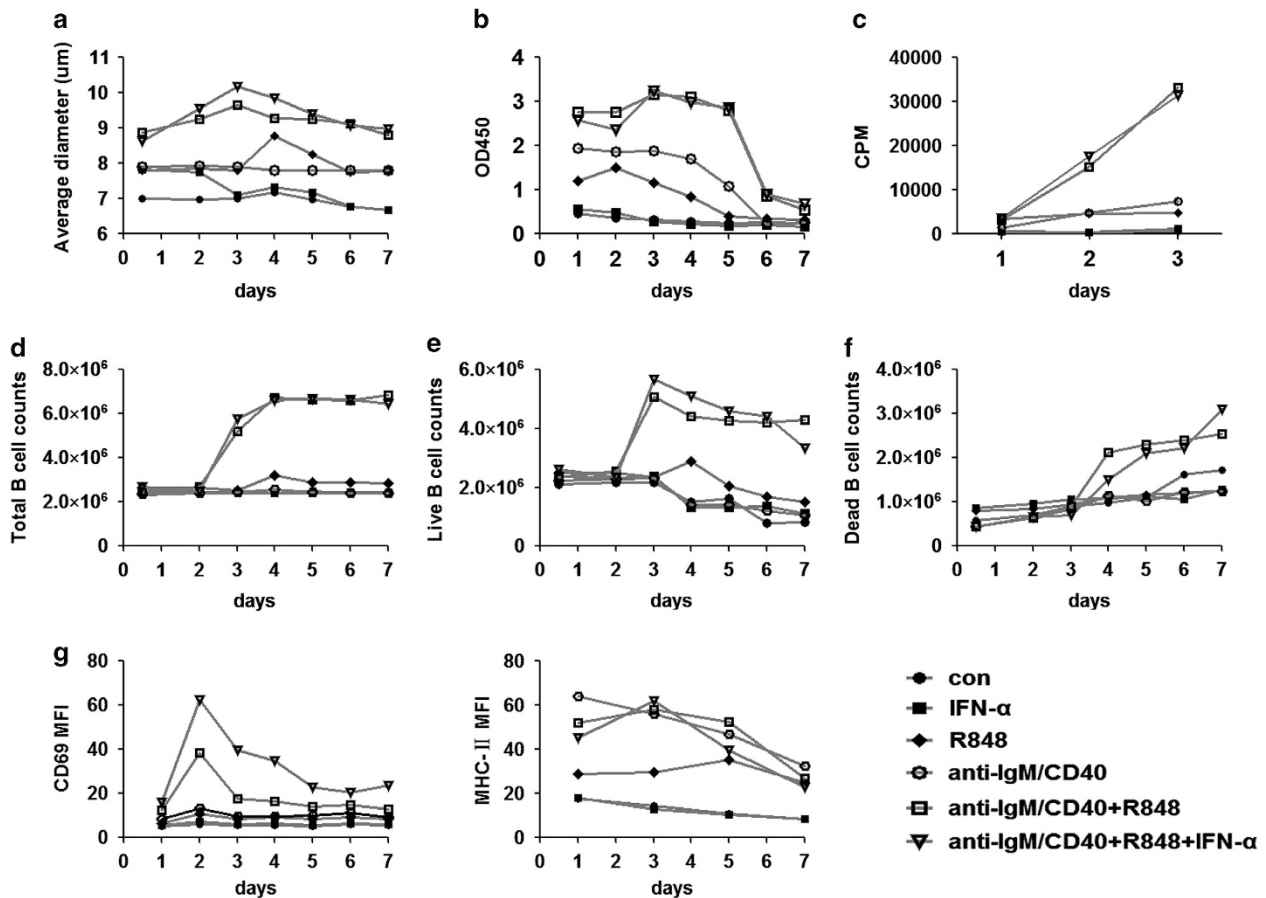 a
Average diameter (um)
11
10
9
8
7
6
0 1 2 3 4 5 6 7
days
b
OD450
4
3
2
1
0
0 1 2 3 4 5 6 7
days
c
CPM
40000
30000
20000
10000
0
1 2 3
days
d
Total B cell counts
8.0×10⁶
6.0×10⁶
4.0×10⁶
2.0×10⁶
0
0 1 2 3 4 5 6 7
days
e
Live B cell counts
8.0×10⁶
6.0×10⁶
4.0×10⁶
2.0×10⁶
0
0 1 2 3 4 5 6 7
days
f
Dead B cell counts
4.0×10⁶
3.0×10⁶
2.0×10⁶
1.0×10⁶
0
0 1 2 3 4 5 6 7
days
g
CD69 MFI
80
60
40
20
0
0 1 2 3 4 5 6 7
days
MHC-II MFI
80
60
40
20
0
0 1 2 3 4 5 6 7
days
con
IFN-α
R848
anti-IgM/CD40
anti-IgM/CD40+R848
anti-IgM/CD40+R848+IFN-α